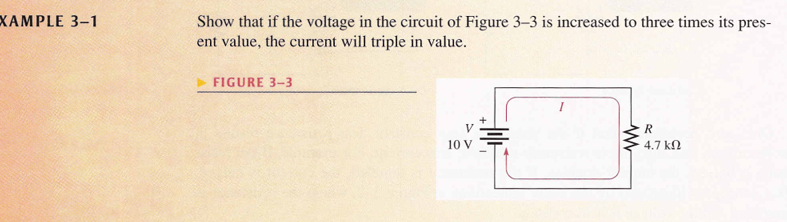 XAMPLE 3–1
Show that if the voltage in the circuit of Figure 3–3 is increased to three times its pres-
ent value, the current will triple in value.
FIGURE 3–3
I
+
V
10 V
–
R
4.7 kΩ